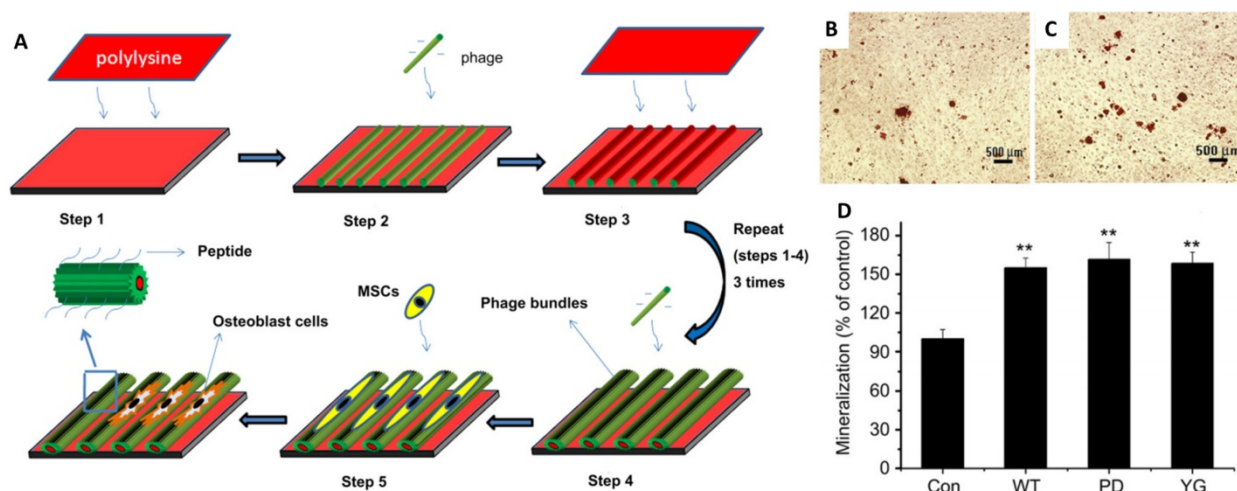 A
polylysine
phage
Step 1
Step 2
Step 3
Repeat
(steps 1-4)
3 times
Peptide
Osteoblast cells
MSCs
Phage bundles
Step 5
Step 4
B
500 μm
C
500 μm
D
Mineralization (% of control)
180
150
120
90
60
30
0
**
**
**
Con
WT
PD
YG